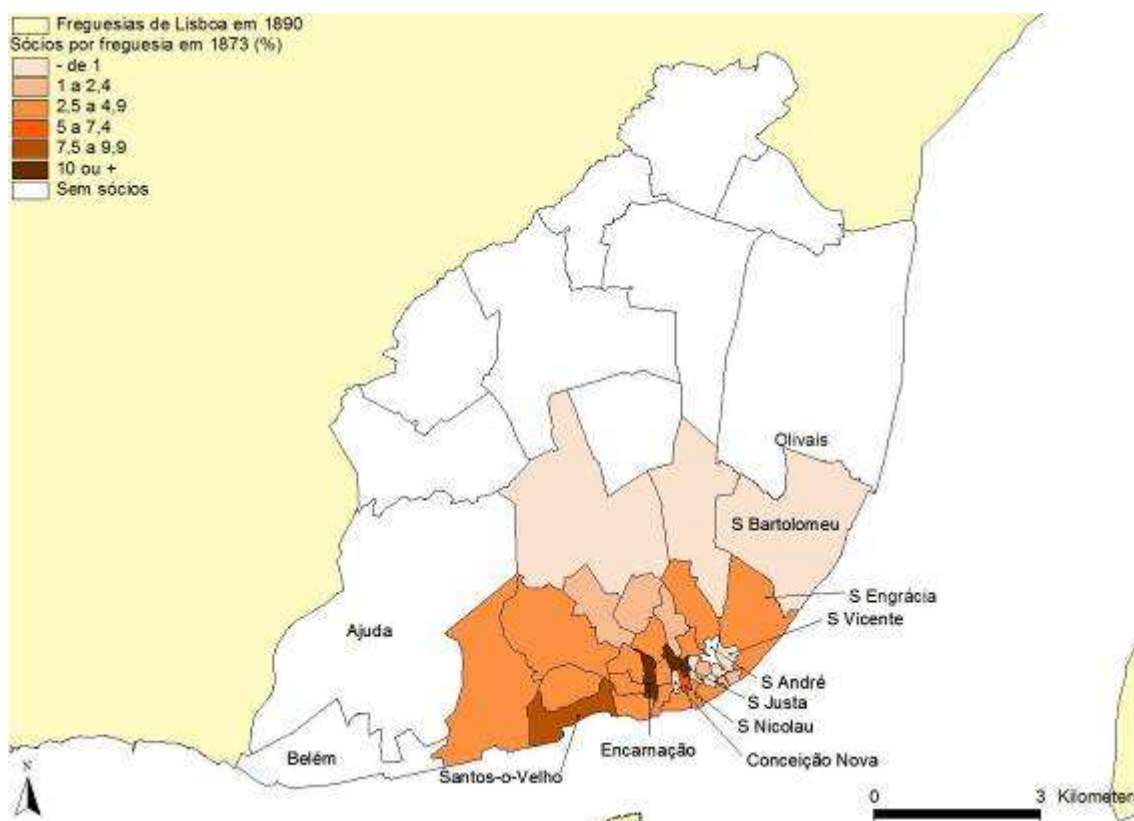 Freguesias de Lisboa em 1890
Sócios por freguesia em 1873 (%)
- de 1
1 a 2,4
2,5 a 4,9
5 a 7,4
7,5 a 9,9
10 ou +
Sem sócios
Olivais
S Bartolomeu
S Engrácia
S Vicente
Ajuda
S André
S Justa
S Nicolau
Encarnação
Belém
Conceição Nova
Santos-o-Velho
N
0 3 Kilometers